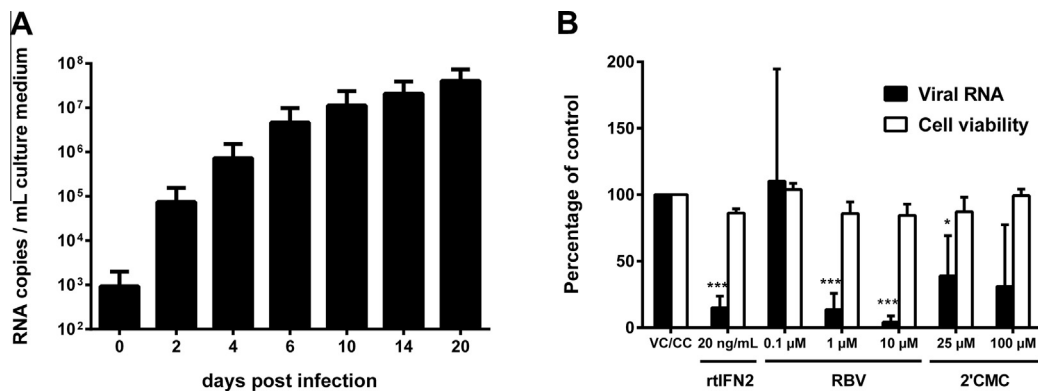 A
RNA copies / mL culture medium
10⁸
10⁷
10⁶
10⁵
10⁴
10³
10²
0 2 4 6 10 14 20
days post infection
B
Percentage of control
200
150
100
50
0
Viral RNA
Cell viability
***
***
***
*
VC/CC 20 ng/mL 0.1 µM 1 µM 10 µM 25 µM 100 µM
rtIFN2 RBV 2'CMC